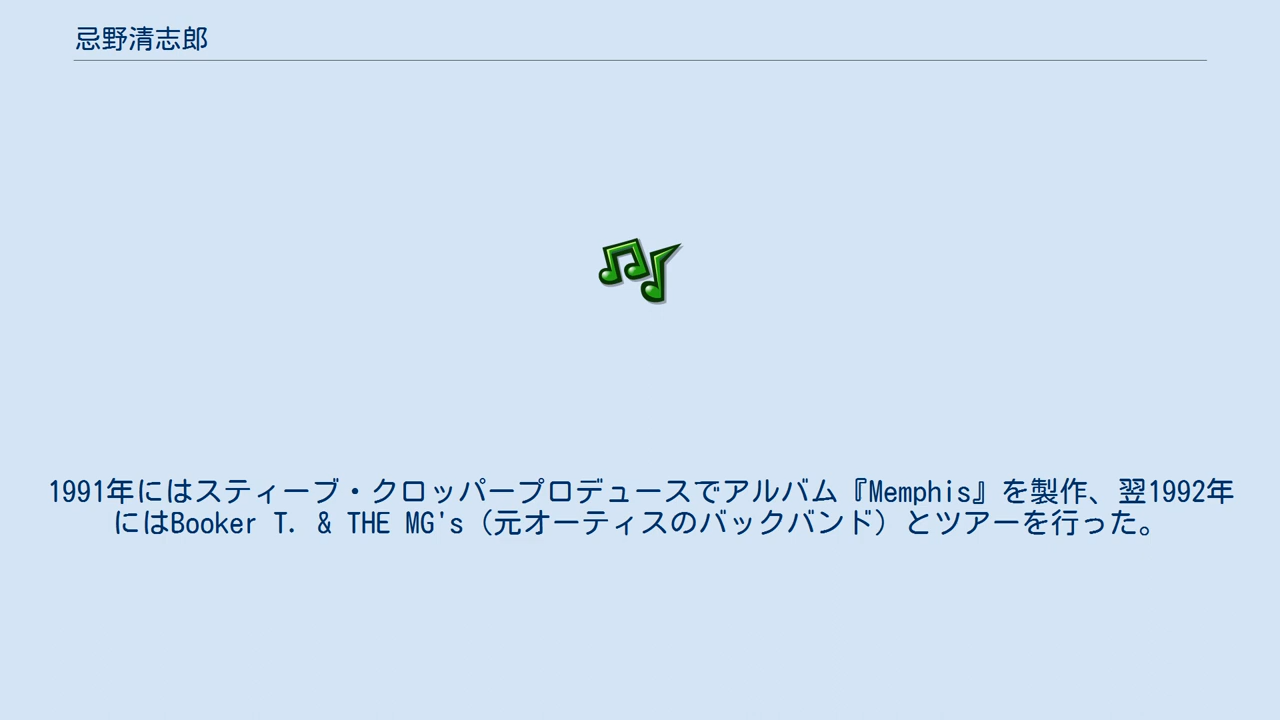 忌野清志郎
1991年にはスティーブ・クロッパープロデュースでアルバム『Memphis』を製作、翌1992年
にはBooker T. & THE MG's（元オーティスのバックバンド）とツアーを行った。